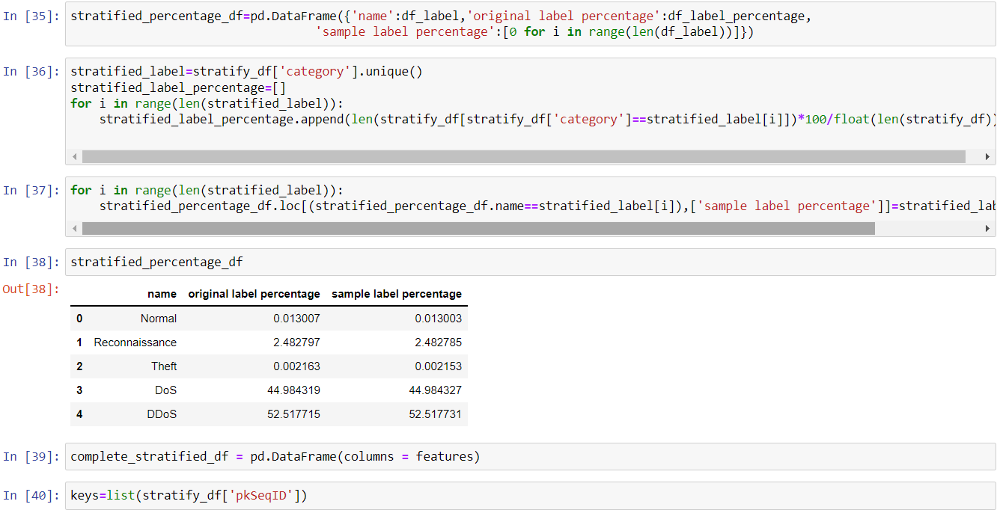 In [35]: stratified_percentage_df=pd.DataFrame({'name':df_label,'original label percentage':df_label_percentage,
'sample label percentage':[0 for i in range(len(df_label))]})
In [36]: stratified_label=stratify_df['category'].unique()
stratified_label_percentage=[]
for i in range(len(stratified_label)):
stratified_label_percentage.append(len(stratify_df[stratify_df['category']==stratified_label[i]])*100/float(len(stratify_df))
In [37]: for i in range(len(stratified_label)):
stratified_percentage_df.loc[(stratified_percentage_df.name==stratified_label[i]),['sample label percentage']]=stratified_lab
In [38]: stratified_percentage_df
Out[38]:
name original label percentage sample label percentage
0 Normal 0.013007 0.013003
1 Reconnaissance 2.482797 2.482785
2 Theft 0.002163 0.002153
3 DoS 44.984319 44.984327
4 DDoS 52.517715 52.517731
In [39]: complete_stratified_df = pd.DataFrame(columns = features)
In [40]: keys=list(stratify_df['pkSeqID'])